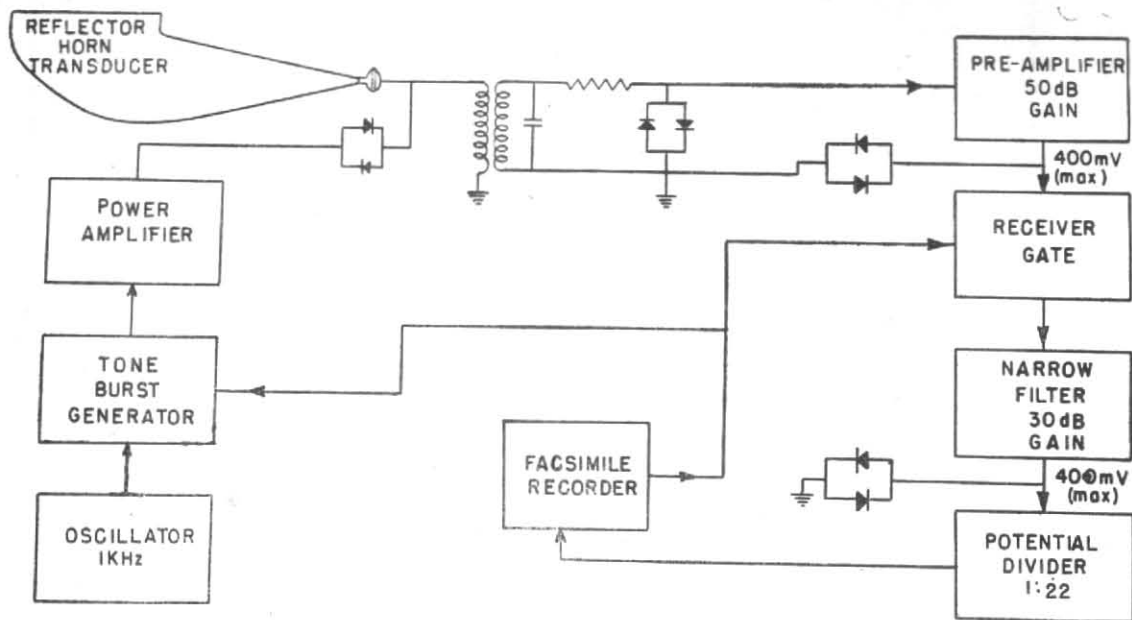 REFLECTOR
HORN
TRANSDUCER
PRE-AMPLIFIER
50dB
GAIN
400mV
(max)
POWER
AMPLIFIER
RECEIVER
GATE
TONE
BURST
GENERATOR
NARROW
FILTER
30dB
GAIN
FACSIMILE
RECORDER
400mV
(max)
OSCILLATOR
1KHz
POTENTIAL
DIVIDER
1:22